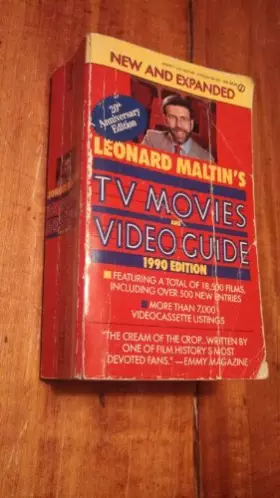 NEW AND EXPANDED
20th
Anniversary
Edition
LEONARD MALTIN'S
TV MOVIES
AND
VIDEO GUIDE
1990 EDITION
FEATURING A TOTAL OF 18,500 FILMS,
INCLUDING OVER 500 NEW ENTRIES
MORE THAN 7,000
VIDEOCASSETTE LISTINGS
"THE CREAM OF THE CROP...WRITTEN BY
ONE OF FILM HISTORY'S MOST
DEVOTED FANS." —EMMY MAGAZINE